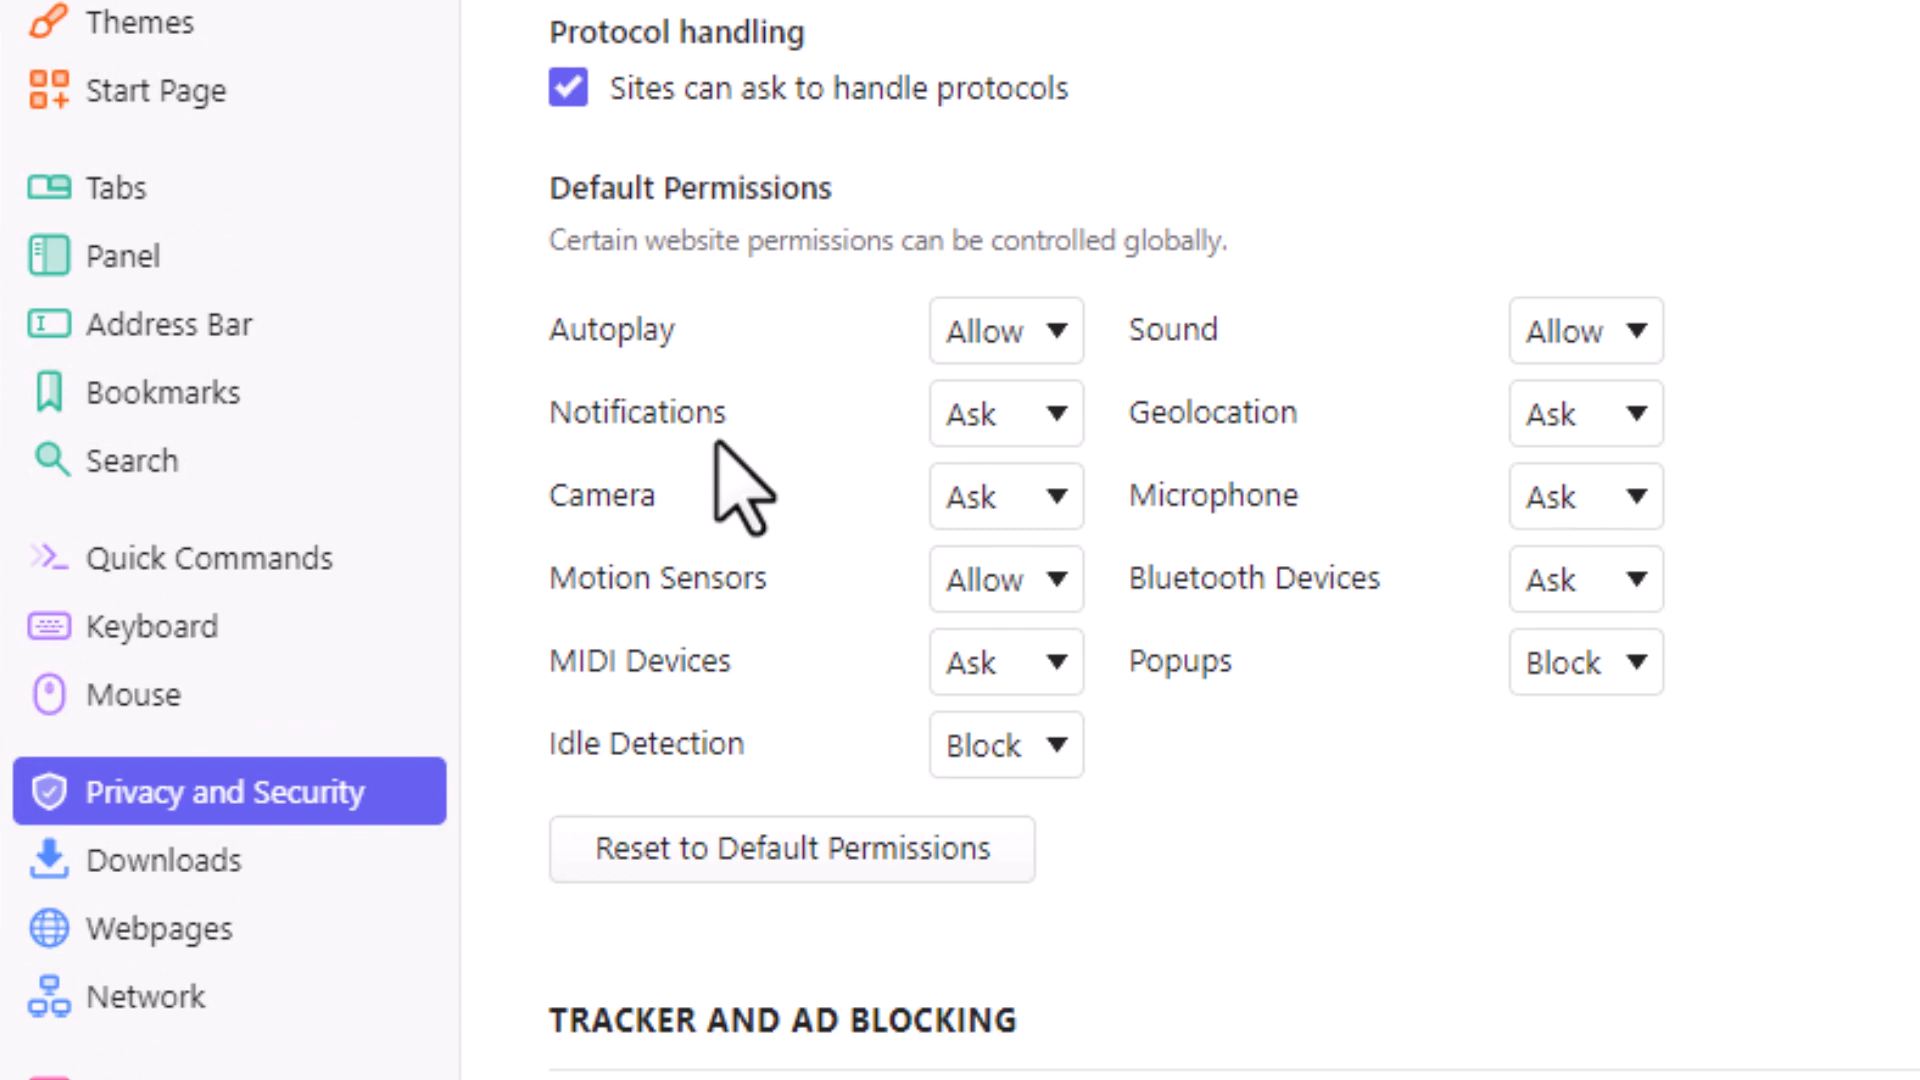 Themes
Start Page
Tabs
Panel
Address Bar
Bookmarks
Search
Quick Commands
Keyboard
Mouse
Privacy and Security
Downloads
Webpages
Network
Protocol handling
Sites can ask to handle protocols
Default Permissions
Certain website permissions can be controlled globally.
Autoplay Allow Sound Allow
Notifications Ask Geolocation Ask
Camera Ask Microphone Ask
Motion Sensors Allow Bluetooth Devices Ask
MIDI Devices Ask Popups Block
Idle Detection Block
Reset to Default Permissions
TRACKER AND AD BLOCKING